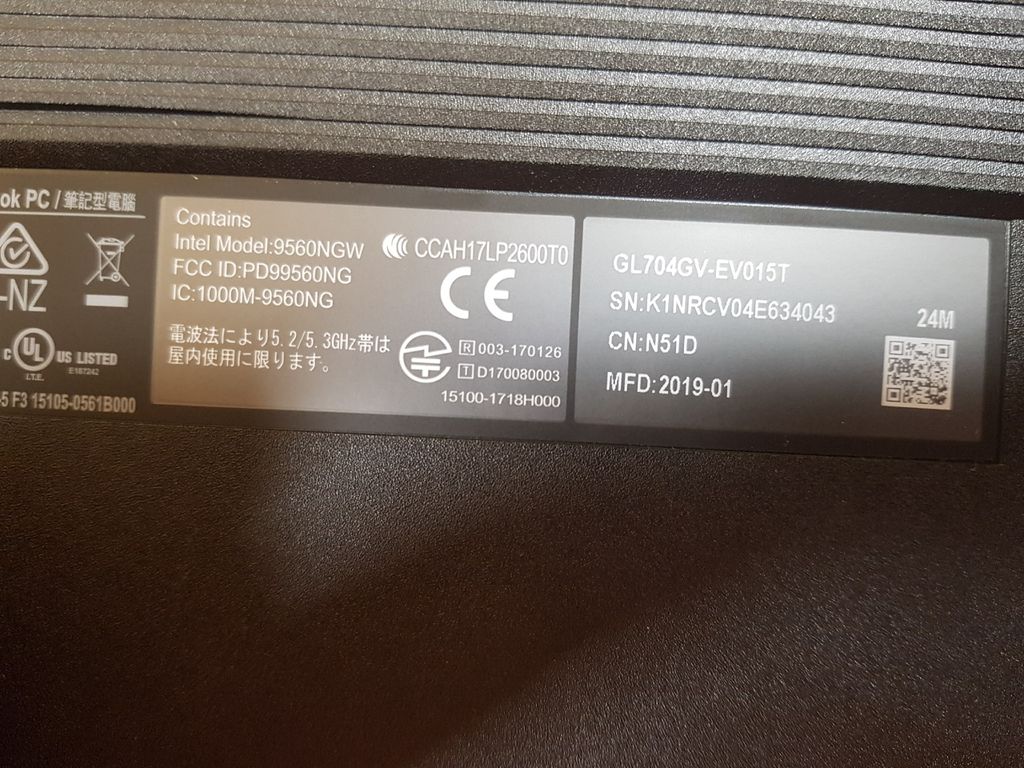 ok PC / 筆記型電腦
-NZ
c UL US LISTED
I.T.E. E187242
-5 F3 15105-0561B000
Contains
Intel Model:9560NGW
CCAH17LP2600T0
FCC ID:PD99560NG
IC:1000M-9560NG
CE
電波法により5.2/5.3GHz帯は
屋内使用に限ります。
R 003-170126
T D170080003
15100-1718H000
GL704GV-EV015T
SN:K1NRCV04E634043
CN:N51D
MFD:2019-01
24M